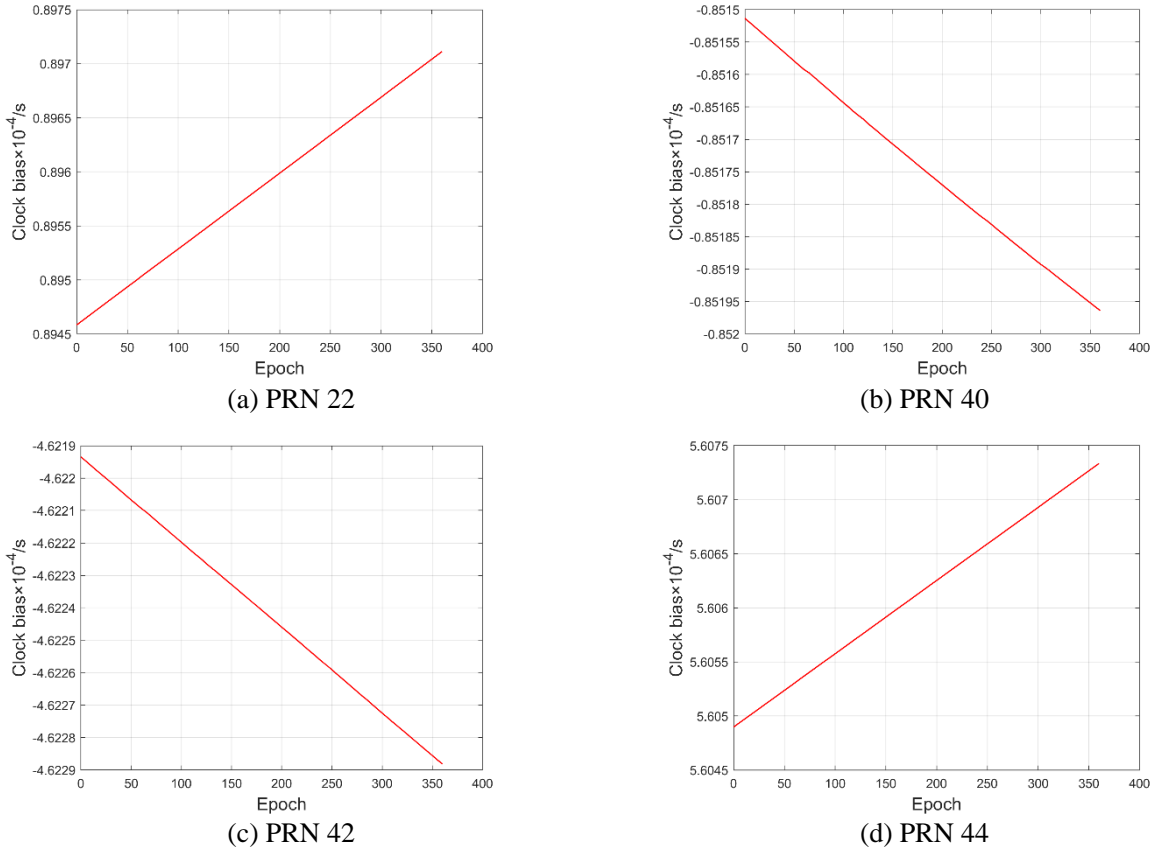 0.8975
0.897
0.8965
0.896
0.8955
0.895
0.8945
Clock bias×10⁻⁴/s
0 50 100 150 200 250 300 350 400
Epoch
(a) PRN 22
-0.8515
-0.85155
-0.8516
-0.85165
-0.8517
-0.85175
-0.8518
-0.85185
-0.8519
-0.85195
-0.852
Clock bias×10⁻⁴/s
0 50 100 150 200 250 300 350 400
Epoch
(b) PRN 40
-4.6219
-4.622
-4.6221
-4.6222
-4.6223
-4.6224
-4.6225
-4.6226
-4.6227
-4.6228
-4.6229
Clock bias×10⁻⁴/s
0 50 100 150 200 250 300 350 400
Epoch
(c) PRN 42
5.6075
5.607
5.6065
5.606
5.6055
5.605
5.6045
Clock bias×10⁻⁴/s
0 50 100 150 200 250 300 350 400
Epoch
(d) PRN 44